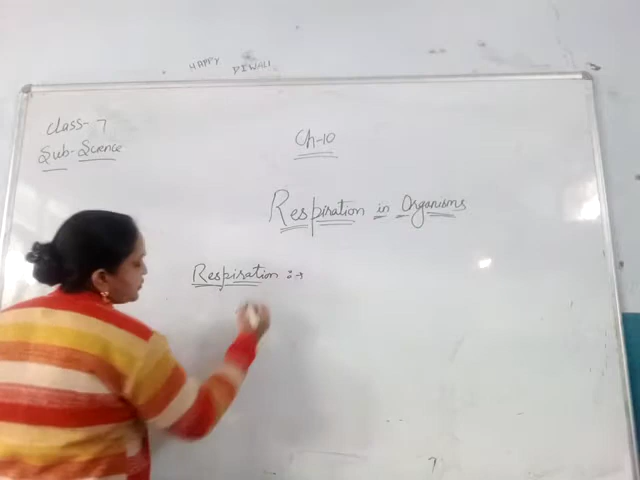 HAPPY DIWALI
Class-7
Sub-Science
Ch-10
Respiration in Organisms
Respiration :→